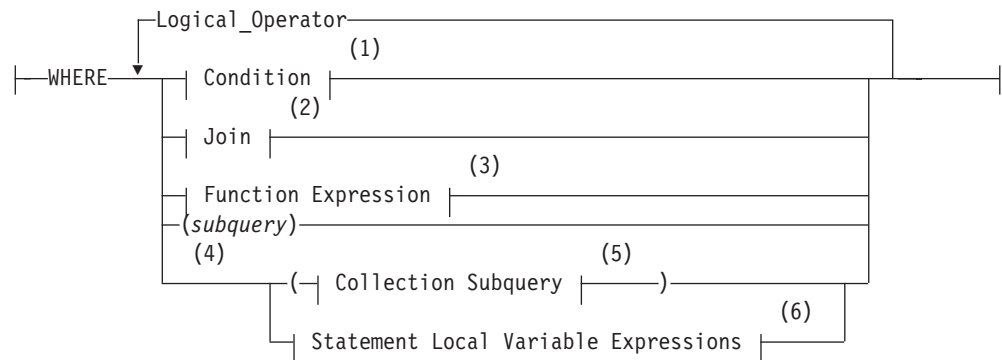 Logical_Operator
(1)
WHERE Condition
(2)
Join
(3)
Function Expression
(subquery)
(4) (5)
( Collection Subquery )
(6)
Statement Local Variable Expressions